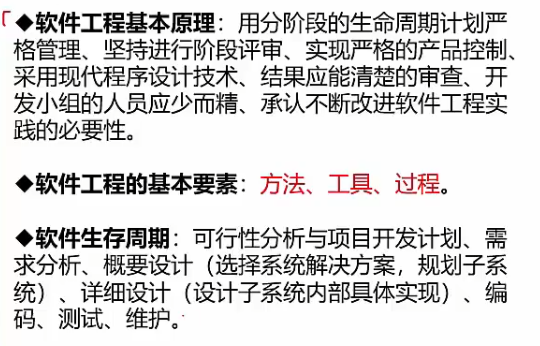 ◆软件工程基本原理：用分阶段的生命周期计划严
格管理、坚持进行阶段评审、实现严格的产品控制、
采用现代程序设计技术、结果应能清楚的审查、开
发小组的人员应少而精、承认不断改进软件工程实
践的必要性。
◆软件工程的基本要素：方法、工具、过程。
◆软件生存周期：可行性分析与项目开发计划、需
求分析、概要设计（选择系统解决方案，规划子系
统）、详细设计（设计子系统内部具体实现）、编
码、测试、维护。